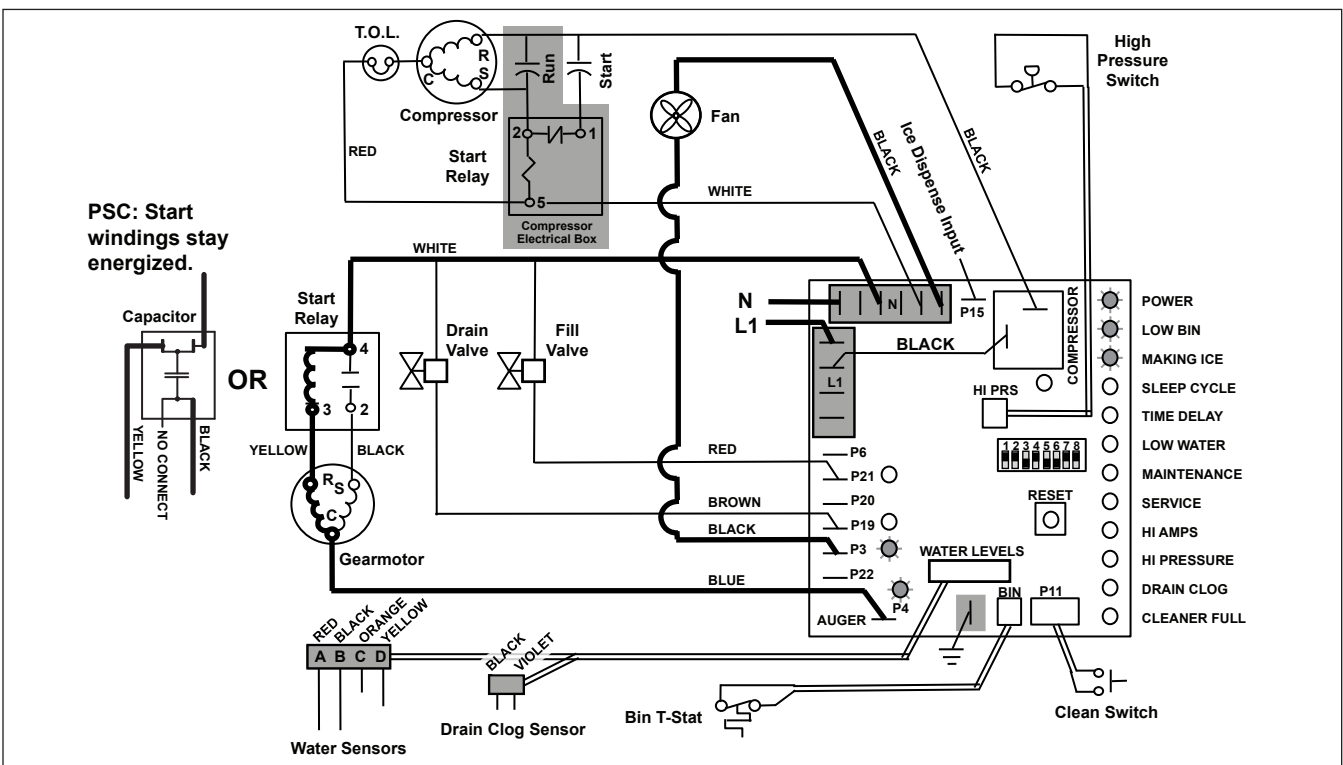 T.O.L.
R
S
C
Compressor
Run
Start
2
1
Start
Relay
5
Compressor
Electrical Box
RED
WHITE
Fan
BLACK
Ice Dispense Input
BLACK
High
Pressure
Switch
PSC: Start
windings stay
energized.
Capacitor
YELLOW
NO CONNECT
BLACK
OR
WHITE
Start
Relay
4
3
2
YELLOW
BLACK
R
S
C
Gearmotor
Drain
Valve
Fill
Valve
N
L1
N
P15
L1
BLACK
COMPRESSOR
HI PRS
1 2 3 4 5 6 7 8
RESET
RED
P6
P21
P20
BROWN
P19
BLACK
P3
P22
BLUE
P4
AUGER
WATER LEVELS
BIN
P11
POWER
LOW BIN
MAKING ICE
SLEEP CYCLE
TIME DELAY
LOW WATER
MAINTENANCE
SERVICE
HI AMPS
HI PRESSURE
DRAIN CLOG
CLEANER FULL
RED
BLACK
ORANGE
YELLOW
A B C D
Water Sensors
BLACK
VIOLET
Drain Clog Sensor
Bin T-Stat
Clean Switch